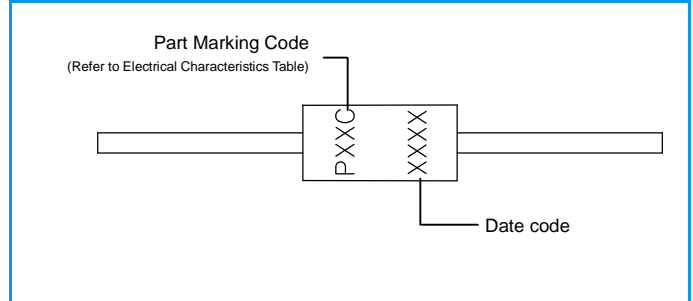 Part Marking Code
(Refer to Electrical Characteristics Table)
PXXC
XXXX
Date code